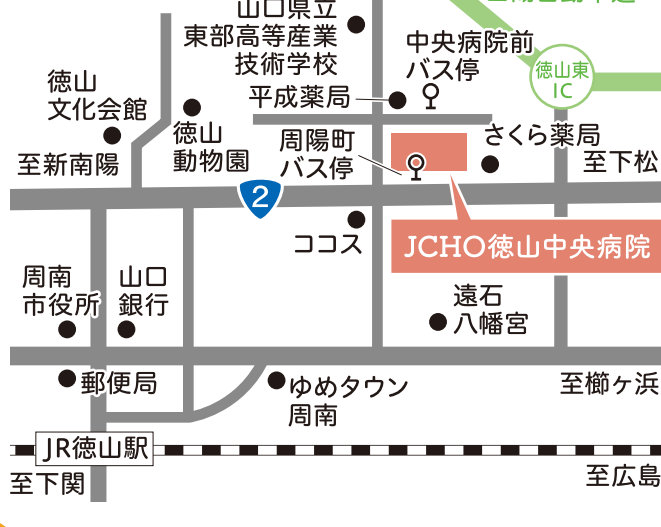 山口県立
東部高等産業
技術学校
中央病院前
バス停
徳山東
IC
徳山
文化会館
平成薬局
徳山
動物園
周陽町
バス停
さくら薬局
至新南陽
至下松
2
ココス
JCHO徳山中央病院
周南
市役所
山口
銀行
遠石
八幡宮
郵便局
ゆめタウン
周南
至櫛ヶ浜
JR徳山駅
至下関
至広島